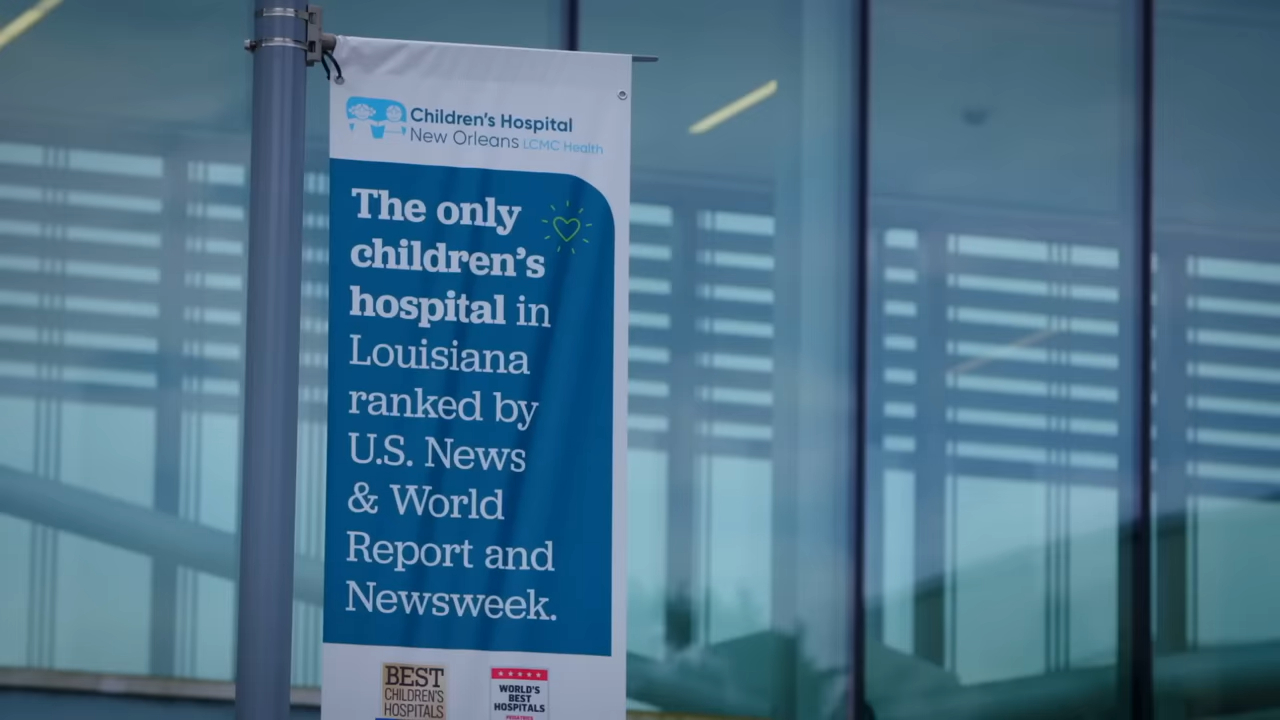 Children's Hospital
New Orleans LCMC Health
The only
children's
hospital in
Louisiana
ranked by
U.S. News
& World
Report and
Newsweek.
BEST
CHILDREN'S
HOSPITALS
WORLD'S
BEST
HOSPITALS
PEDIATRICS